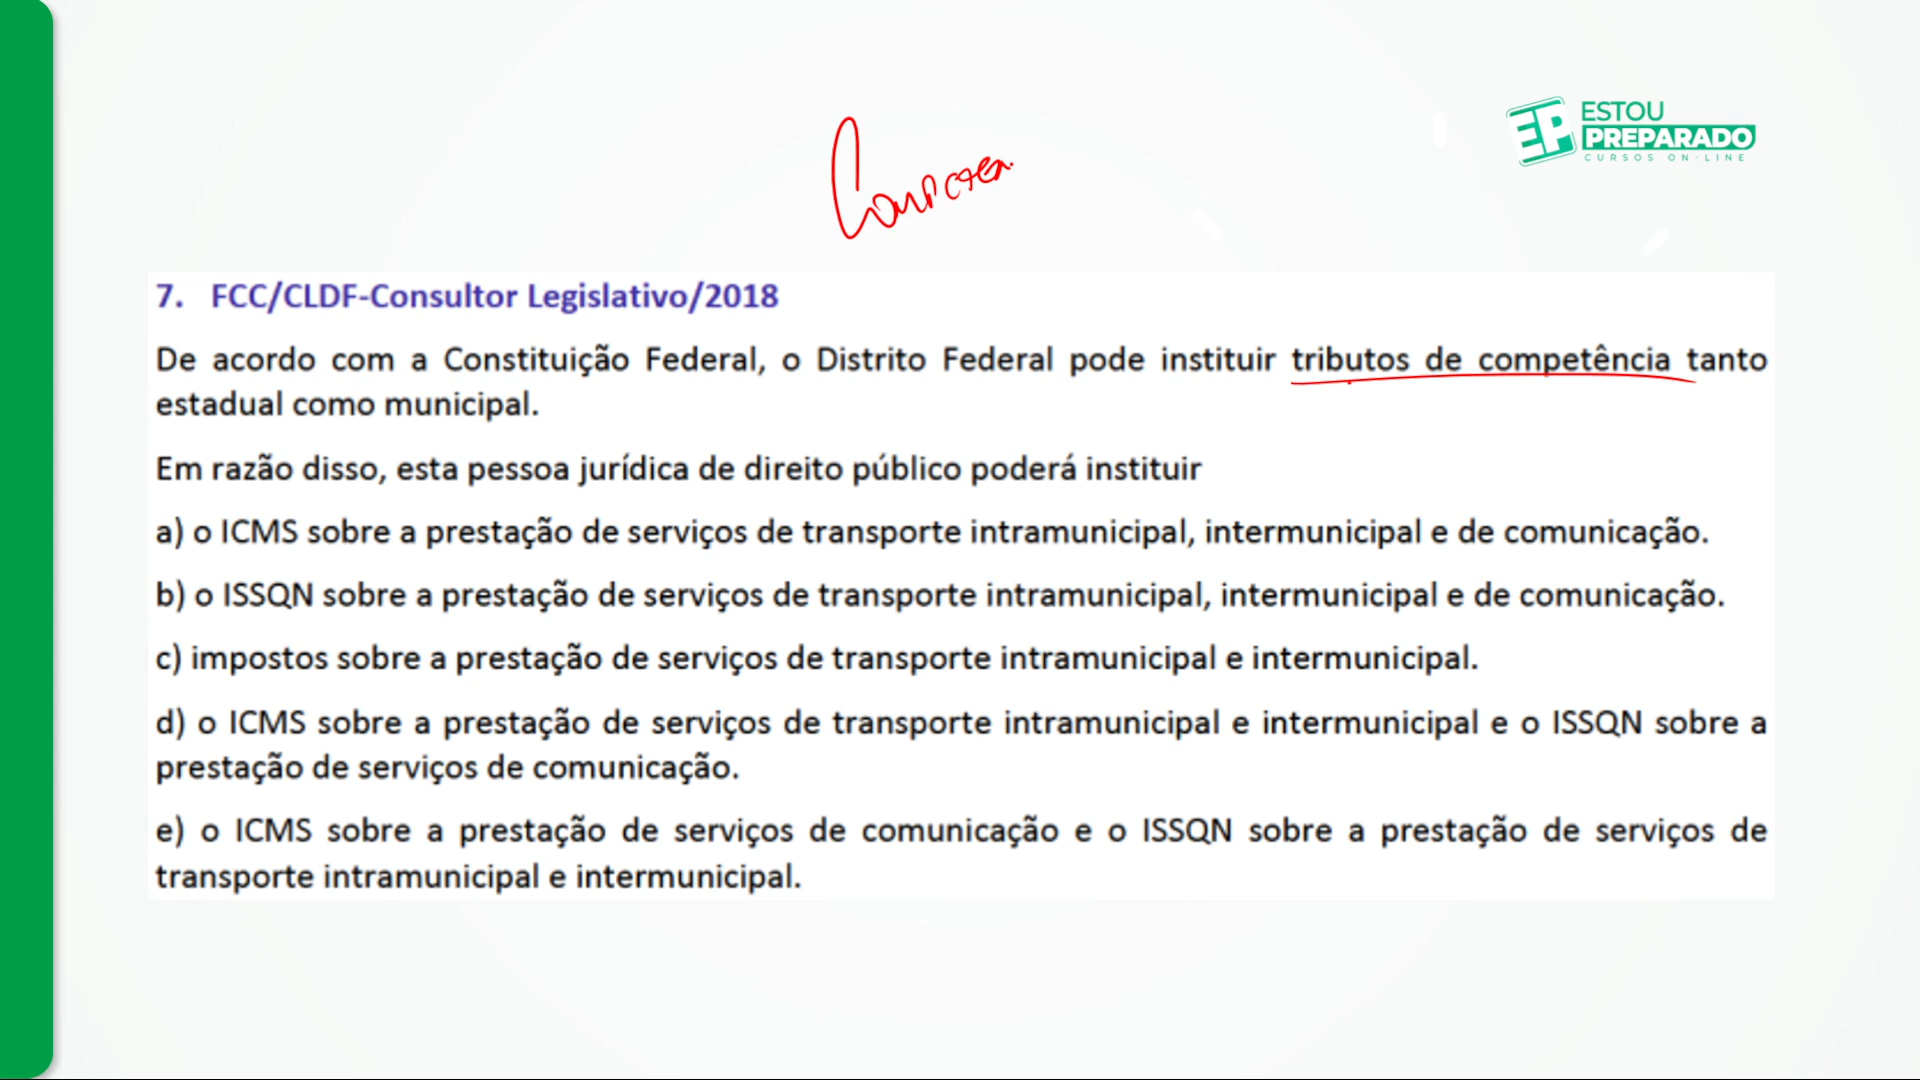 ESTOU
EP PREPARADO
CURSOS ON-LINE
7. FCC/CLDF-Consultor Legislativo/2018
De acordo com a Constituição Federal, o Distrito Federal pode instituir tributos de competência tanto
estadual como municipal.
Em razão disso, esta pessoa jurídica de direito público poderá instituir
a) o ICMS sobre a prestação de serviços de transporte intramunicipal, intermunicipal e de comunicação.
b) o ISSQN sobre a prestação de serviços de transporte intramunicipal, intermunicipal e de comunicação.
c) impostos sobre a prestação de serviços de transporte intramunicipal e intermunicipal.
d) o ICMS sobre a prestação de serviços de transporte intramunicipal e intermunicipal e o ISSQN sobre a
prestação de serviços de comunicação.
e) o ICMS sobre a prestação de serviços de comunicação e o ISSQN sobre a prestação de serviços de
transporte intramunicipal e intermunicipal.